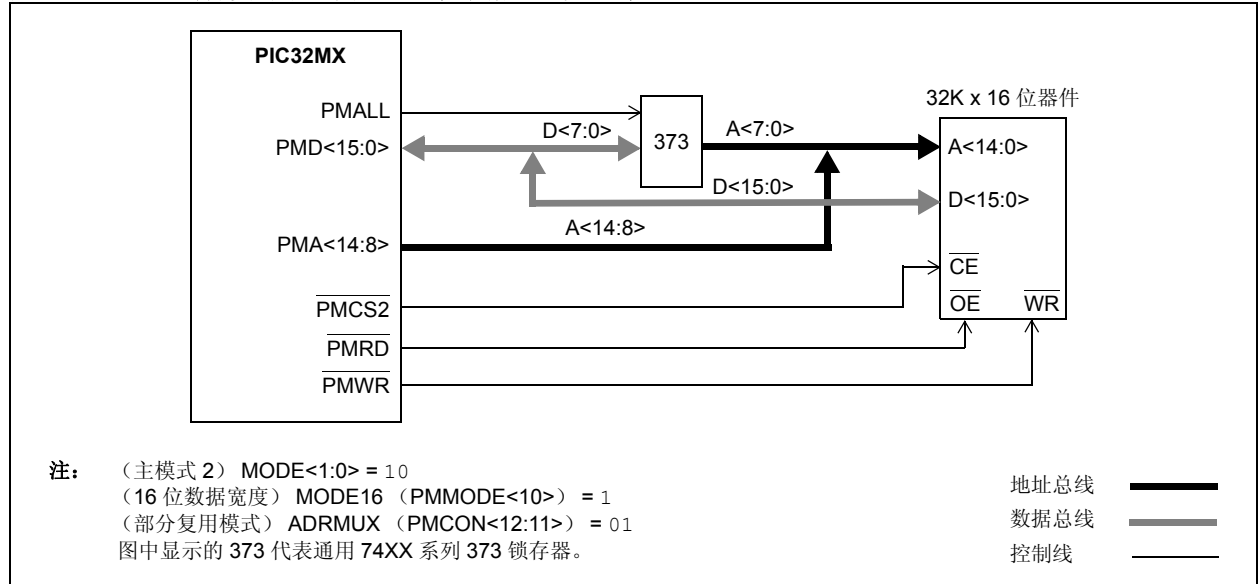 PIC32MX
PMALL
PMD<15:0>
D<7:0>
373
A<7:0>
32K x 16 位器件
A<14:0>
D<15:0>
D<15:0>
A<14:8>
PMA<14:8>
CE
OE
WR
PMCS2
PMRD
PMWR
注： （主模式 2） MODE<1:0> = 10
（16 位数据宽度） MODE16 （PMMODE<10>） = 1
（部分复用模式） ADRMUX （PMCON<12:11>） = 01
图中显示的 373 代表通用 74XX 系列 373 锁存器。
地址总线
数据总线
控制线